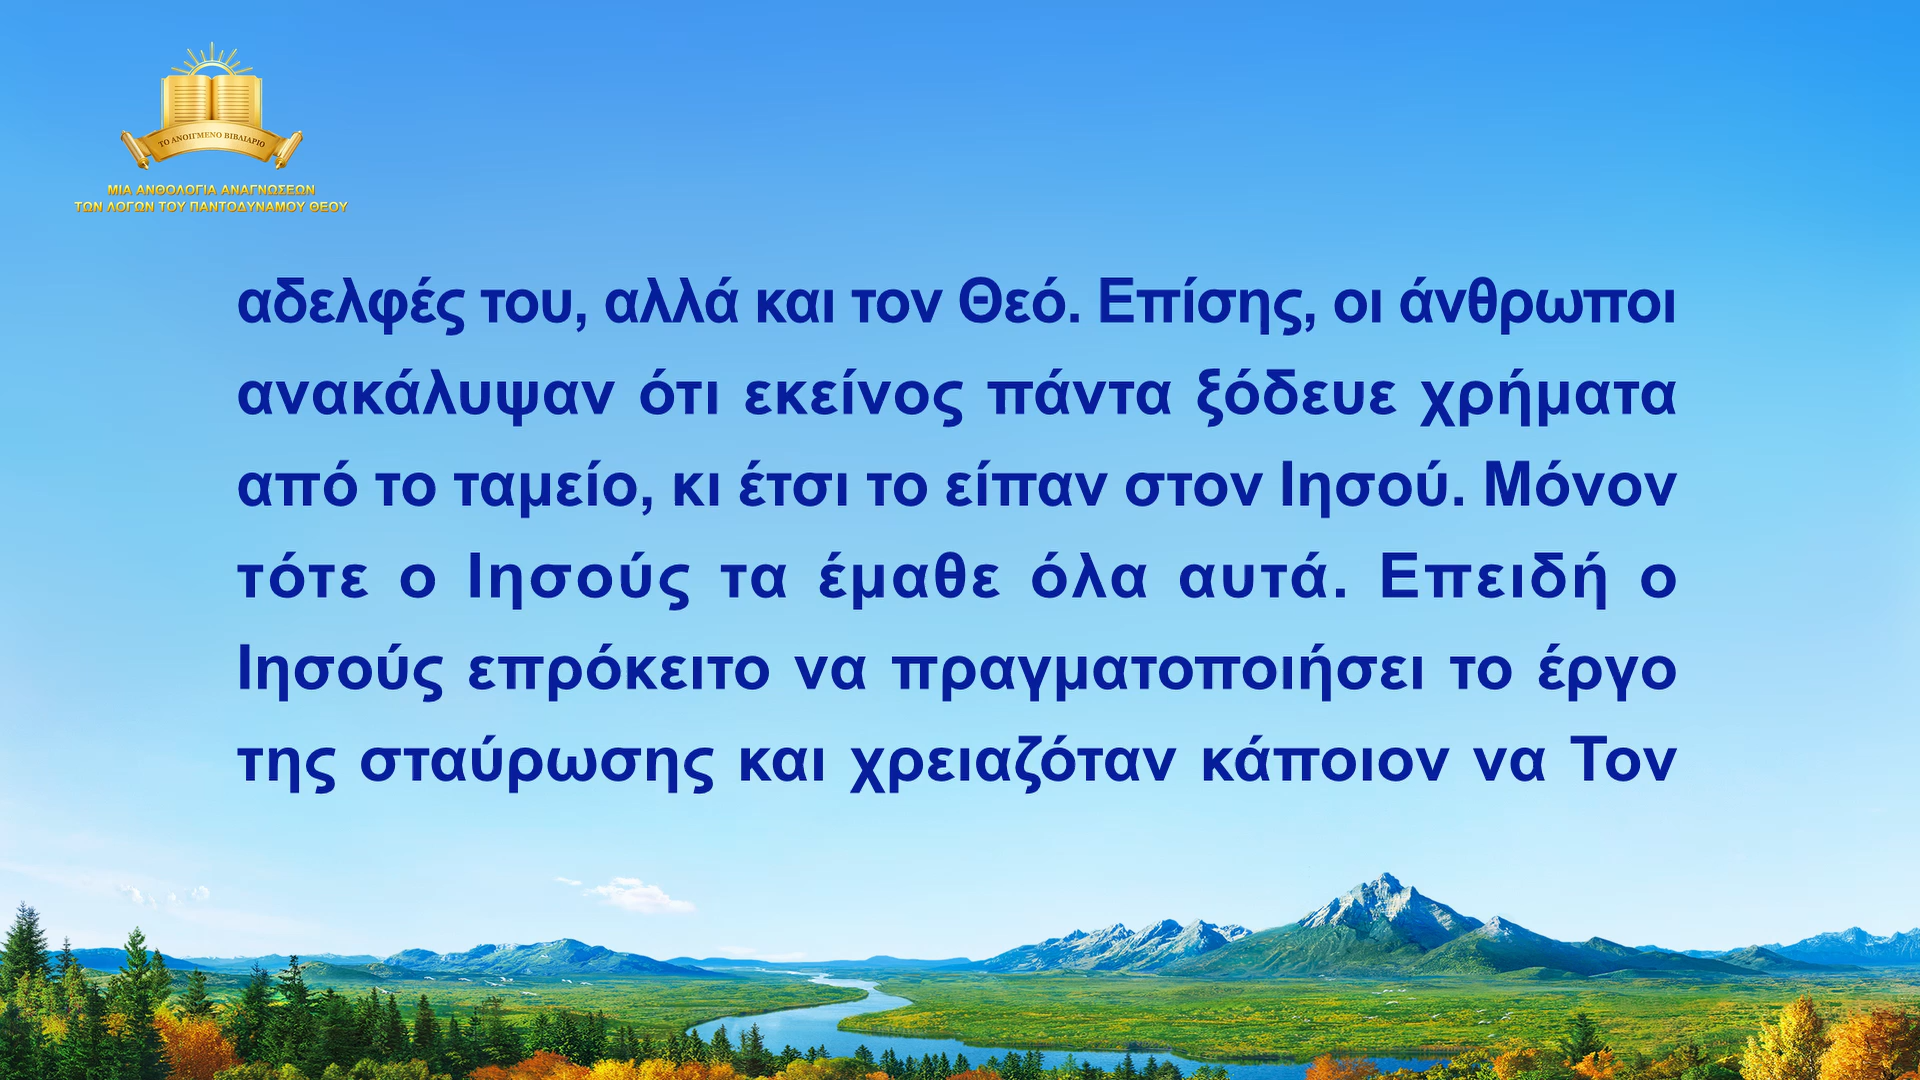 ΤΟ ΑΝΟΙΓΜΕΝΟ ΒΙΒΛΙΑΡΙΟ
ΜΙΑ ΑΝΘΟΛΟΓΙΑ ΑΝΑΓΝΩΣΕΩΝ
ΤΩΝ ΛΟΓΩΝ ΤΟΥ ΠΑΝΤΟΔΥΝΑΜΟΥ ΘΕΟΥ
αδελφές του, αλλά και τον Θεό. Επίσης, οι άνθρωποι
ανακάλυψαν ότι εκείνος πάντα ξόδευε χρήματα
από το ταμείο, κι έτσι το είπαν στον Ιησού. Μόνον
τότε ο Ιησούς τα έμαθε όλα αυτά. Επειδή ο
Ιησούς επρόκειτο να πραγματοποιήσει το έργο
της σταύρωσης και χρειαζόταν κάποιον να Τον